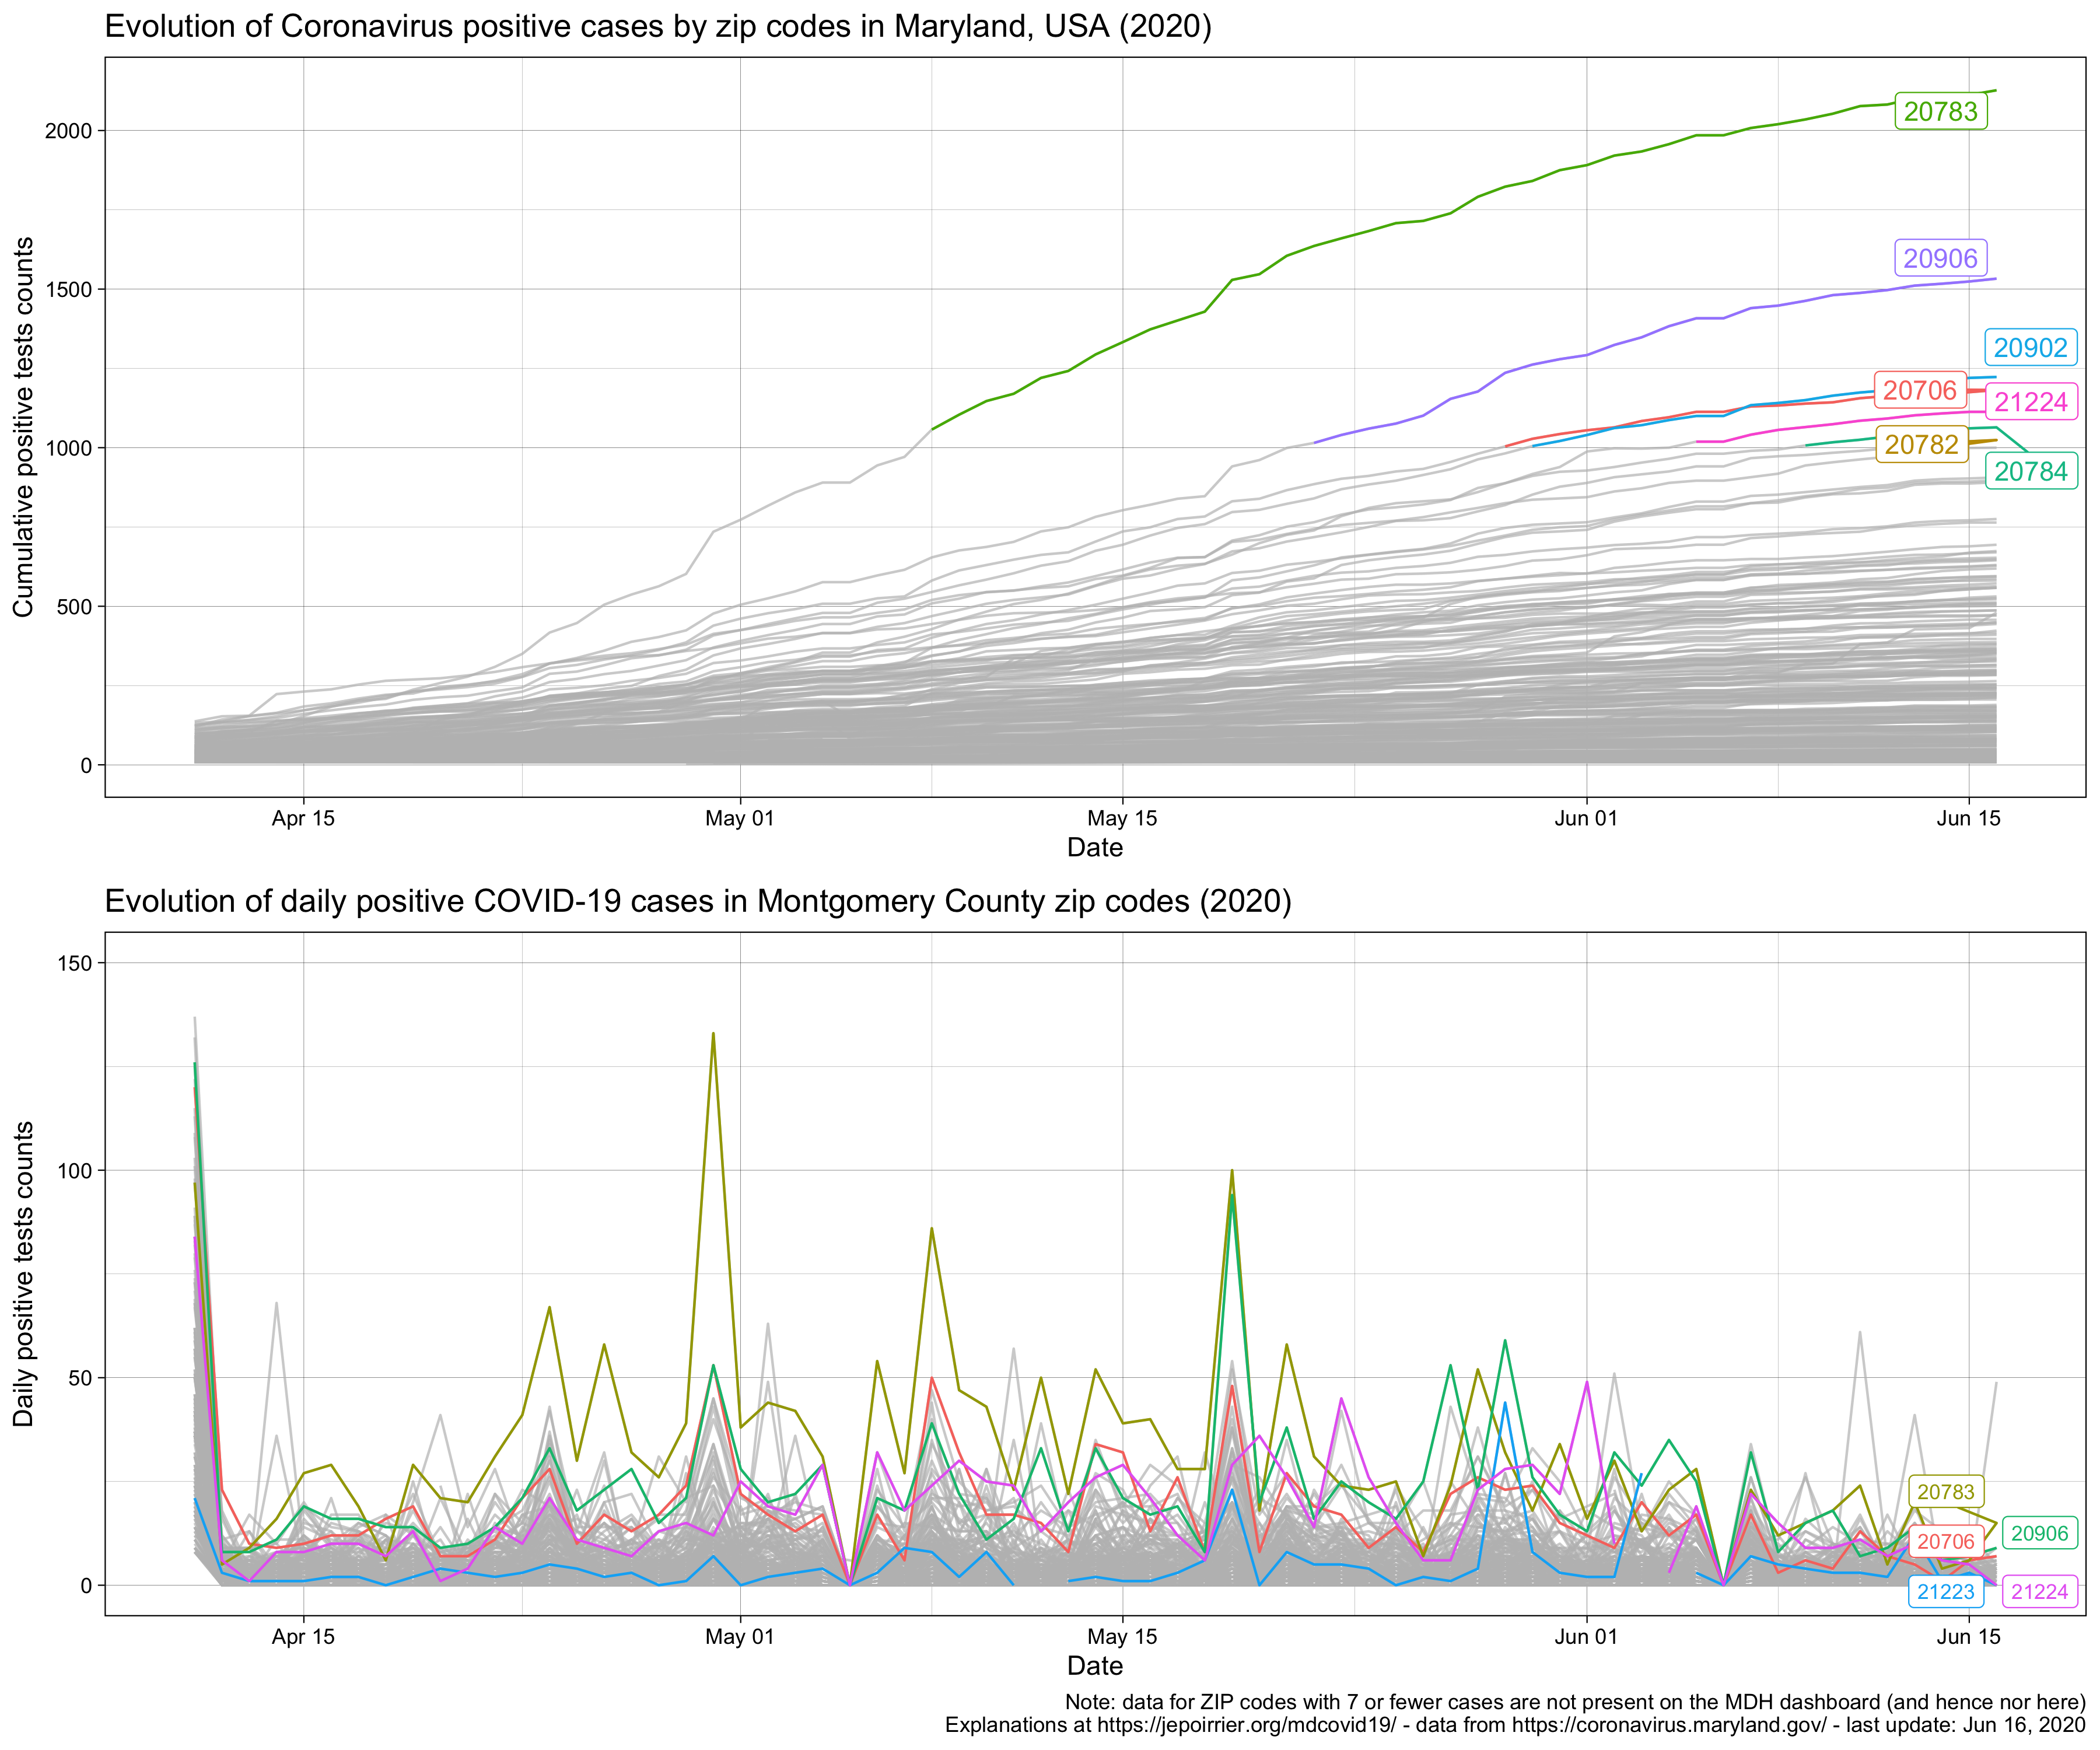 Evolution of Coronavirus positive cases by zip codes in Maryland, USA (2020)
Cumulative positive tests counts
2000
1500
1000
500
0
20783
20906
20902
20706
21224
20782
20784
Apr 15
May 01
May 15
Jun 01
Jun 15
Date
Evolution of daily positive COVID-19 cases in Montgomery County zip codes (2020)
Daily positive tests counts
150
100
50
0
20783
20906
20706
21223
21224
Apr 15
May 01
May 15
Jun 01
Jun 15
Date
Note: data for ZIP codes with 7 or fewer cases are not present on the MDH dashboard (and hence nor here)
Explanations at https://jepoirrier.org/mdcovid19/ - data from https://coronavirus.maryland.gov/ - last update: Jun 16, 2020